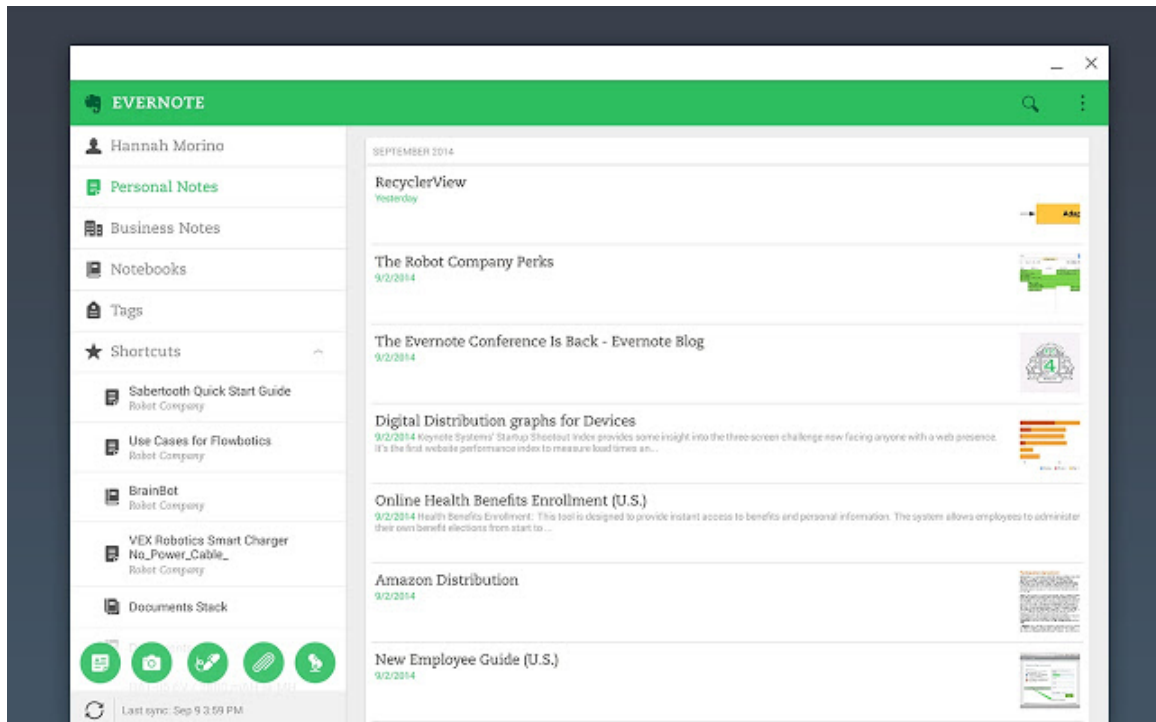 EVERNOTE
Hannah Morino
Personal Notes
Business Notes
Notebooks
Tags
Shortcuts
Sabertooth Quick Start Guide
Robot Company
Use Cases for Flowbotics
Robot Company
BrainBot
Robot Company
VEX Robotics Smart Charger
No_Power_Cable_
Robot Company
Documents Stack
Last sync: Sep 9 3:59 PM
SEPTEMBER 2014
RecyclerView
Yesterday
The Robot Company Perks
9/2/2014
The Evernote Conference Is Back - Evernote Blog
9/2/2014
4
Digital Distribution graphs for Devices
9/2/2014 Keynote Systems' Startup Shootout Index provides some insight into the three-screen challenge now facing anyone with a web presence.
It's the first website performance index to measure load times an...
Online Health Benefits Enrollment (U.S.)
9/2/2014 Health Benefits Enrollment: This tool is designed to provide instant access to benefits and personal information. The system allows employees to administer
their own benefit elections from start to...
Amazon Distribution
9/2/2014
New Employee Guide (U.S.)
9/2/2014